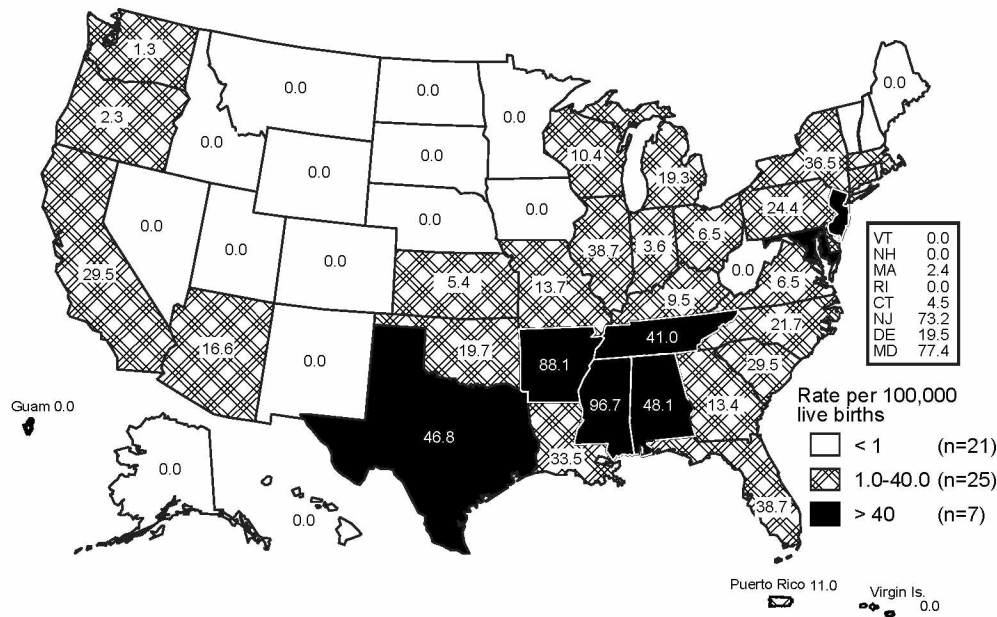 1.3
0.0
0.0
0.0
0.0
2.3
0.0
10.4
36.5
0.0
0.0
19.3
0.0
24.4
0.0
0.0
6.5
0.0
0.0
38.7
3.6
0.0
6.5
29.5
5.4
13.7
9.5
21.7
16.6
0.0
19.7
88.1
41.0
29.5
46.8
96.7
48.1
13.4
33.5
38.7
VT 0.0
NH 0.0
MA 2.4
RI 0.0
CT 4.5
NJ 73.2
DE 19.5
MD 77.4
Rate per 100,000
live births
< 1 (n=21)
1.0-40.0 (n=25)
> 40 (n=7)
Guam 0.0
0.0
0.0
Puerto Rico 11.0
Virgin Is.
0.0